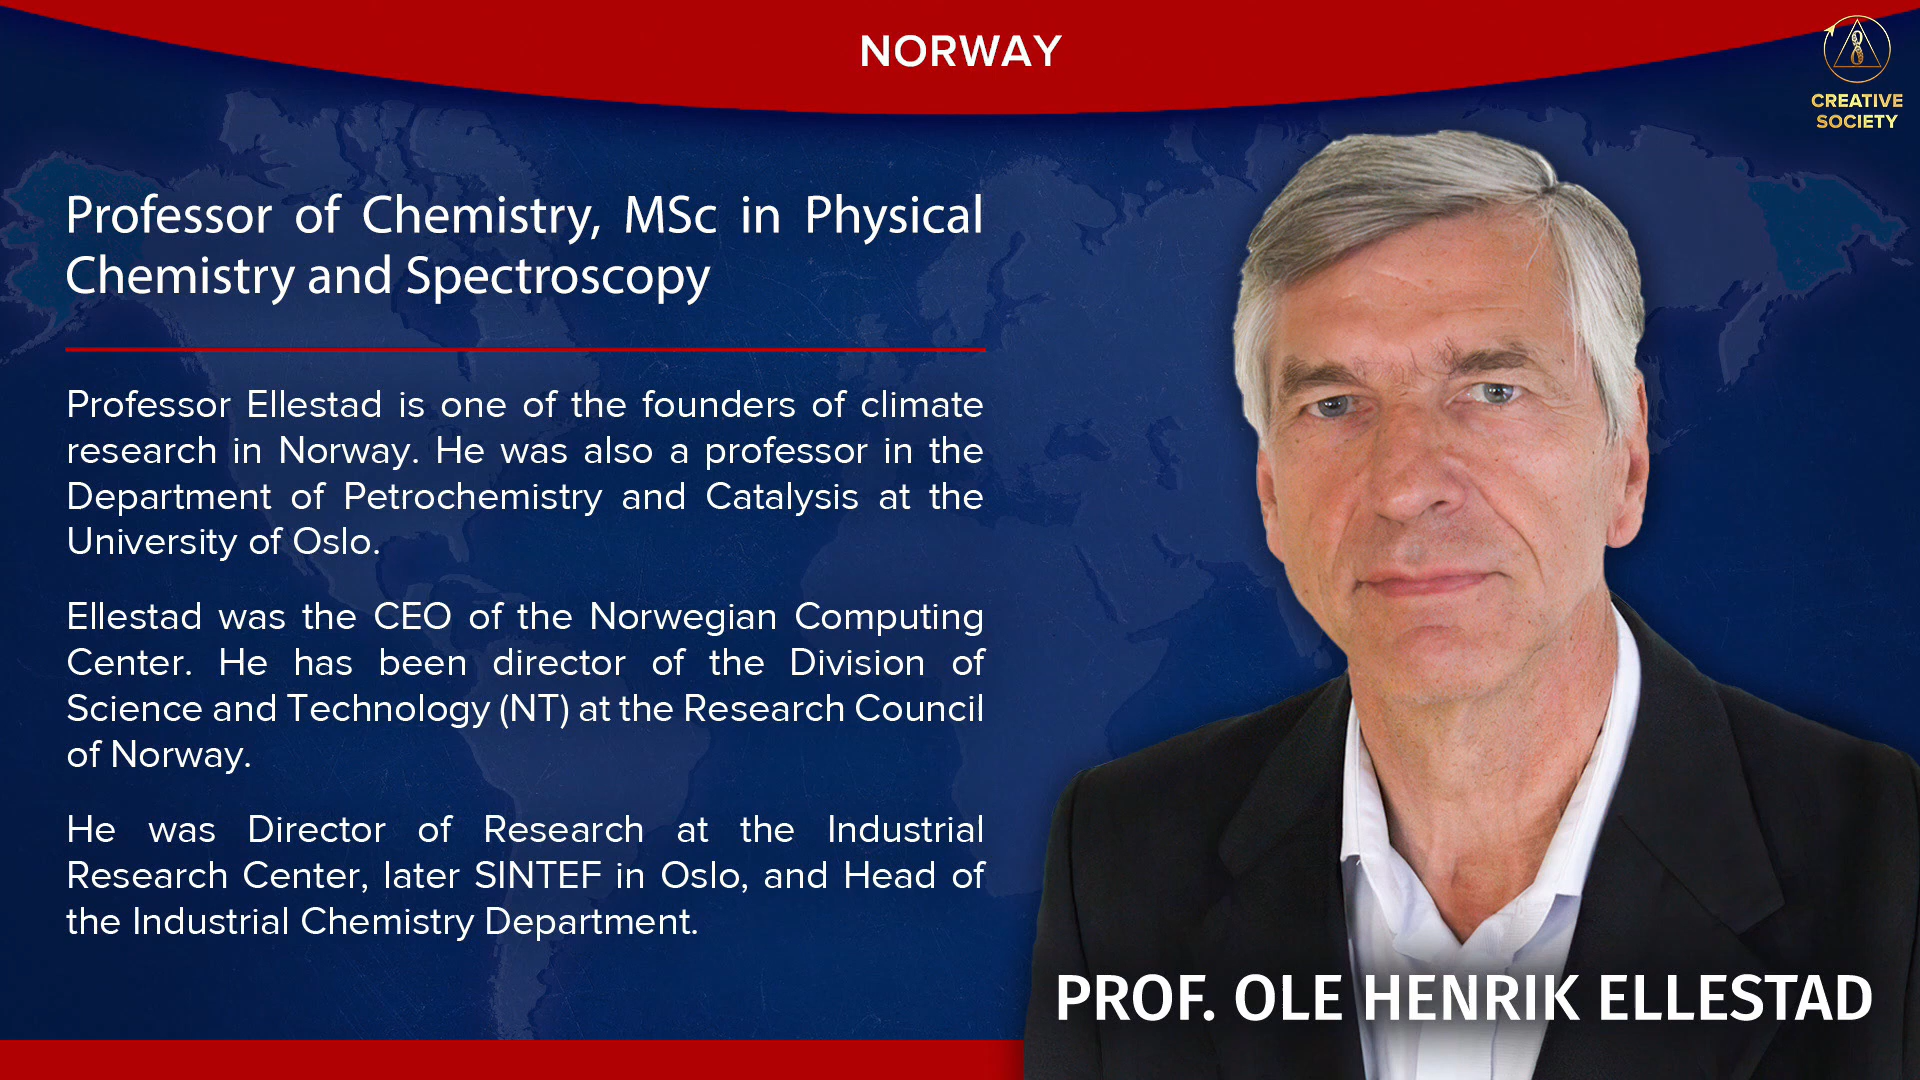 NORWAY
CREATIVE
SOCIETY
Professor of Chemistry, MSc in Physical
Chemistry and Spectroscopy
Professor Ellestad is one of the founders of climate
research in Norway. He was also a professor in the
Department of Petrochemistry and Catalysis at the
University of Oslo.
Ellestad was the CEO of the Norwegian Computing
Center. He has been director of the Division of
Science and Technology (NT) at the Research Council
of Norway.
He was Director of Research at the Industrial
Research Center, later SINTEF in Oslo, and Head of
the Industrial Chemistry Department.
PROF. OLE HENRIK ELLESTAD